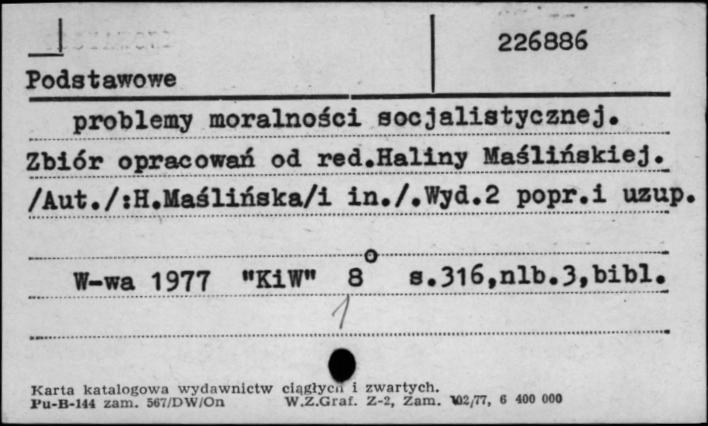 226886
Podstawowe
problemy moralności socjalistycznej.
Zbiór opracowań od red.Haliny Maślińskiej.
/Aut./:H.Maślińska/i in./.Wyd.2 popr.i uzup.
W-wa 1977 "KiW" 8° s.316,nlb.3,bibl.
1
Karta katalogowa wydawnictw ciągłych i zwartych.
Pu-B-144 zam. 567/DW/On W.Z.Graf. Z-2, Zam. 102/77, 6 400 000